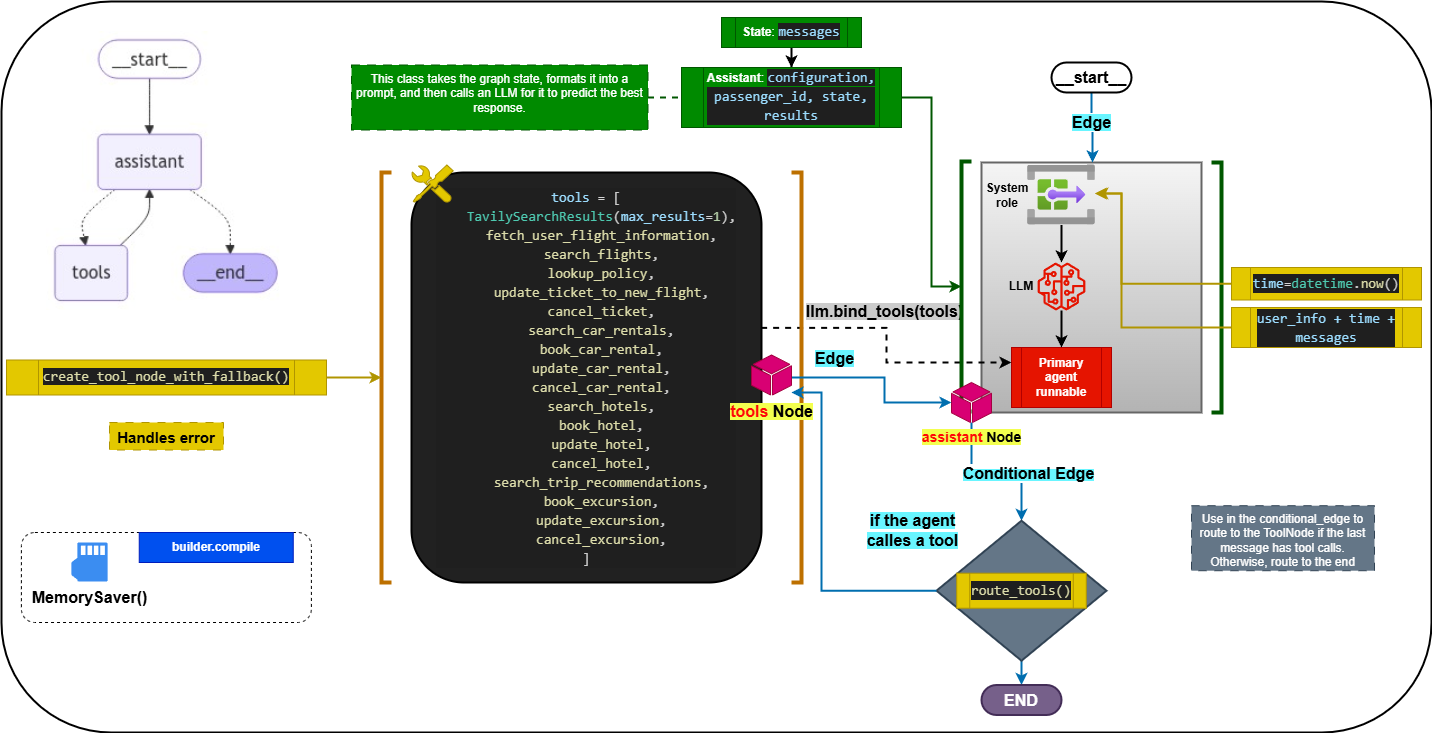 __start__
assistant
tools
__end__
State: messages
This class takes the graph state, formats it into a
prompt, and then calls an LLM for it to predict the best
response.
Assistant: configuration,
passenger_id, state,
results
__start__
Edge
System
role
LLM
Primary
agent
runnable
time=datetime.now()
user_info + time +
messages
llm.bind_tools(tools)
tools = [
TavilySearchResults(max_results=1),
fetch_user_flight_information,
search_flights,
lookup_policy,
update_ticket_to_new_flight,
cancel_ticket,
search_car_rentals,
book_car_rental,
update_car_rental,
cancel_car_rental,
search_hotels,
book_hotel,
update_hotel,
cancel_hotel,
search_trip_recommendations,
book_excursion,
update_excursion,
cancel_excursion,
]
create_tool_node_with_fallback()
Handles error
Edge
tools Node
assistant Node
Conditional Edge
if the agent
calles a tool
route_tools()
Use in the conditional_edge to
route to the ToolNode if the last
message has tool calls.
Otherwise, route to the end
END
builder.compile
MemorySaver()